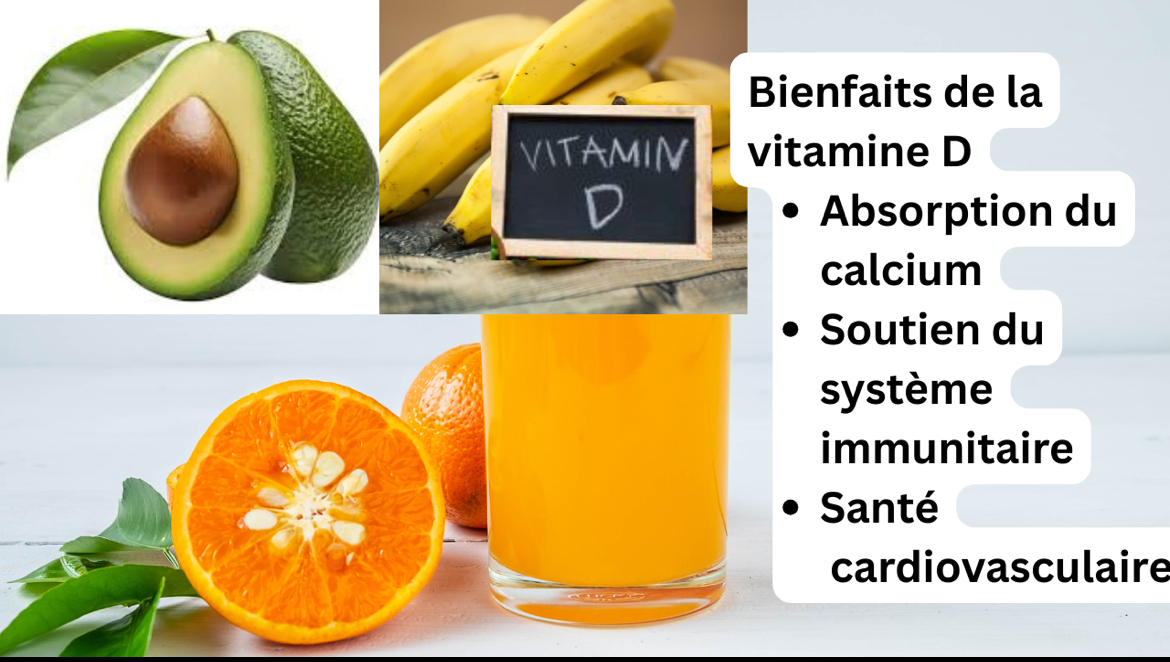 VITAMIN
D
Bienfaits de la
vitamine D
• Absorption du
calcium
• Soutien du
système
immunitaire
• Santé
cardiovasculaire